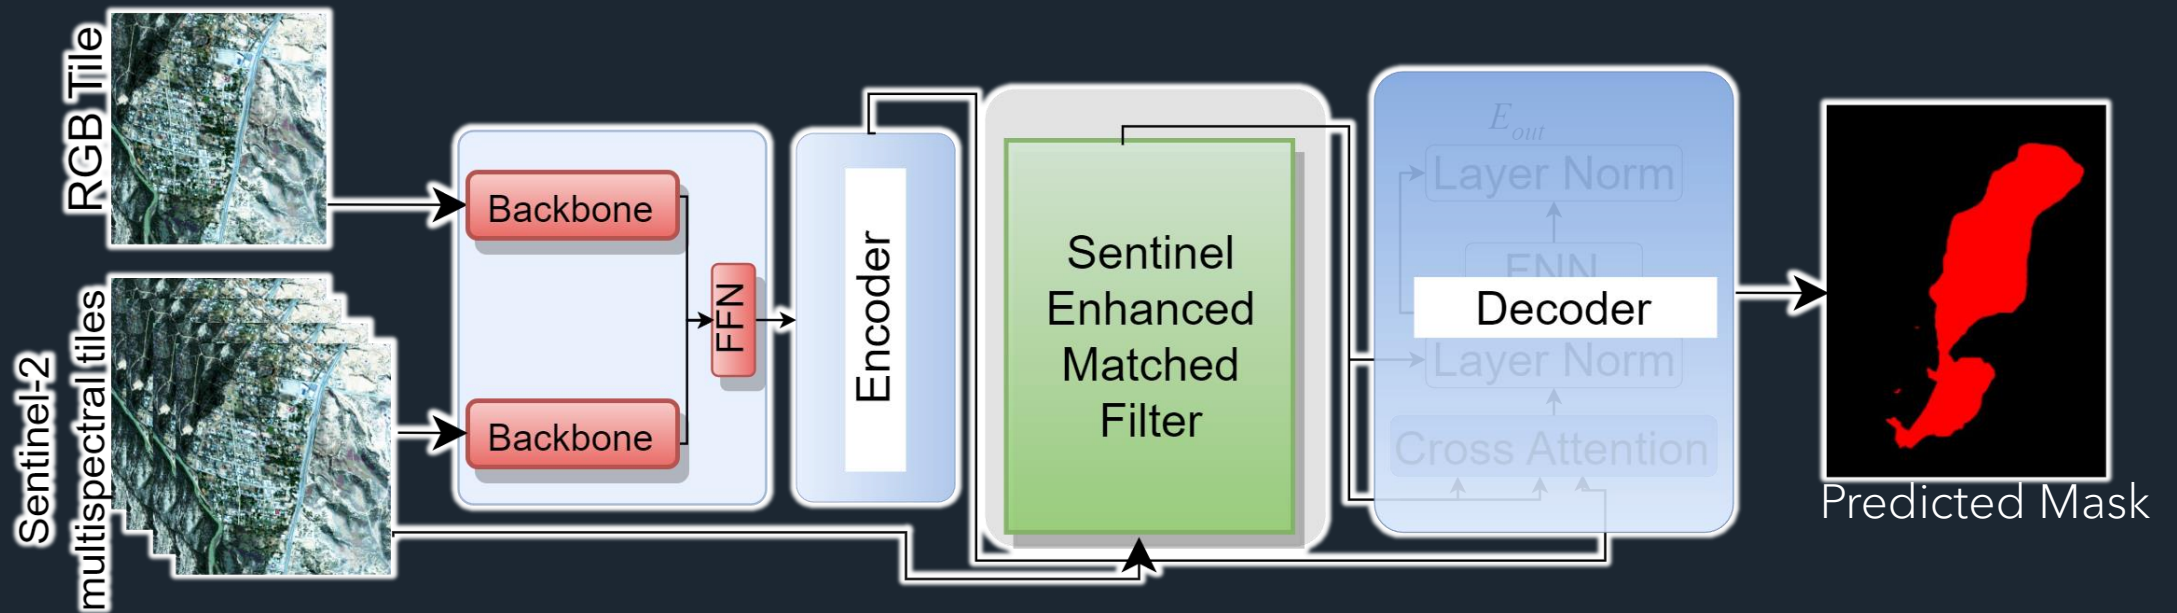 RGB Tile
Sentinel-2
multispectral tiles
Backbone
Backbone
FFN
Encoder
Sentinel
Enhanced
Matched
Filter
E_out
Layer Norm
FNN
Decoder
Layer Norm
Cross Attention
Predicted Mask